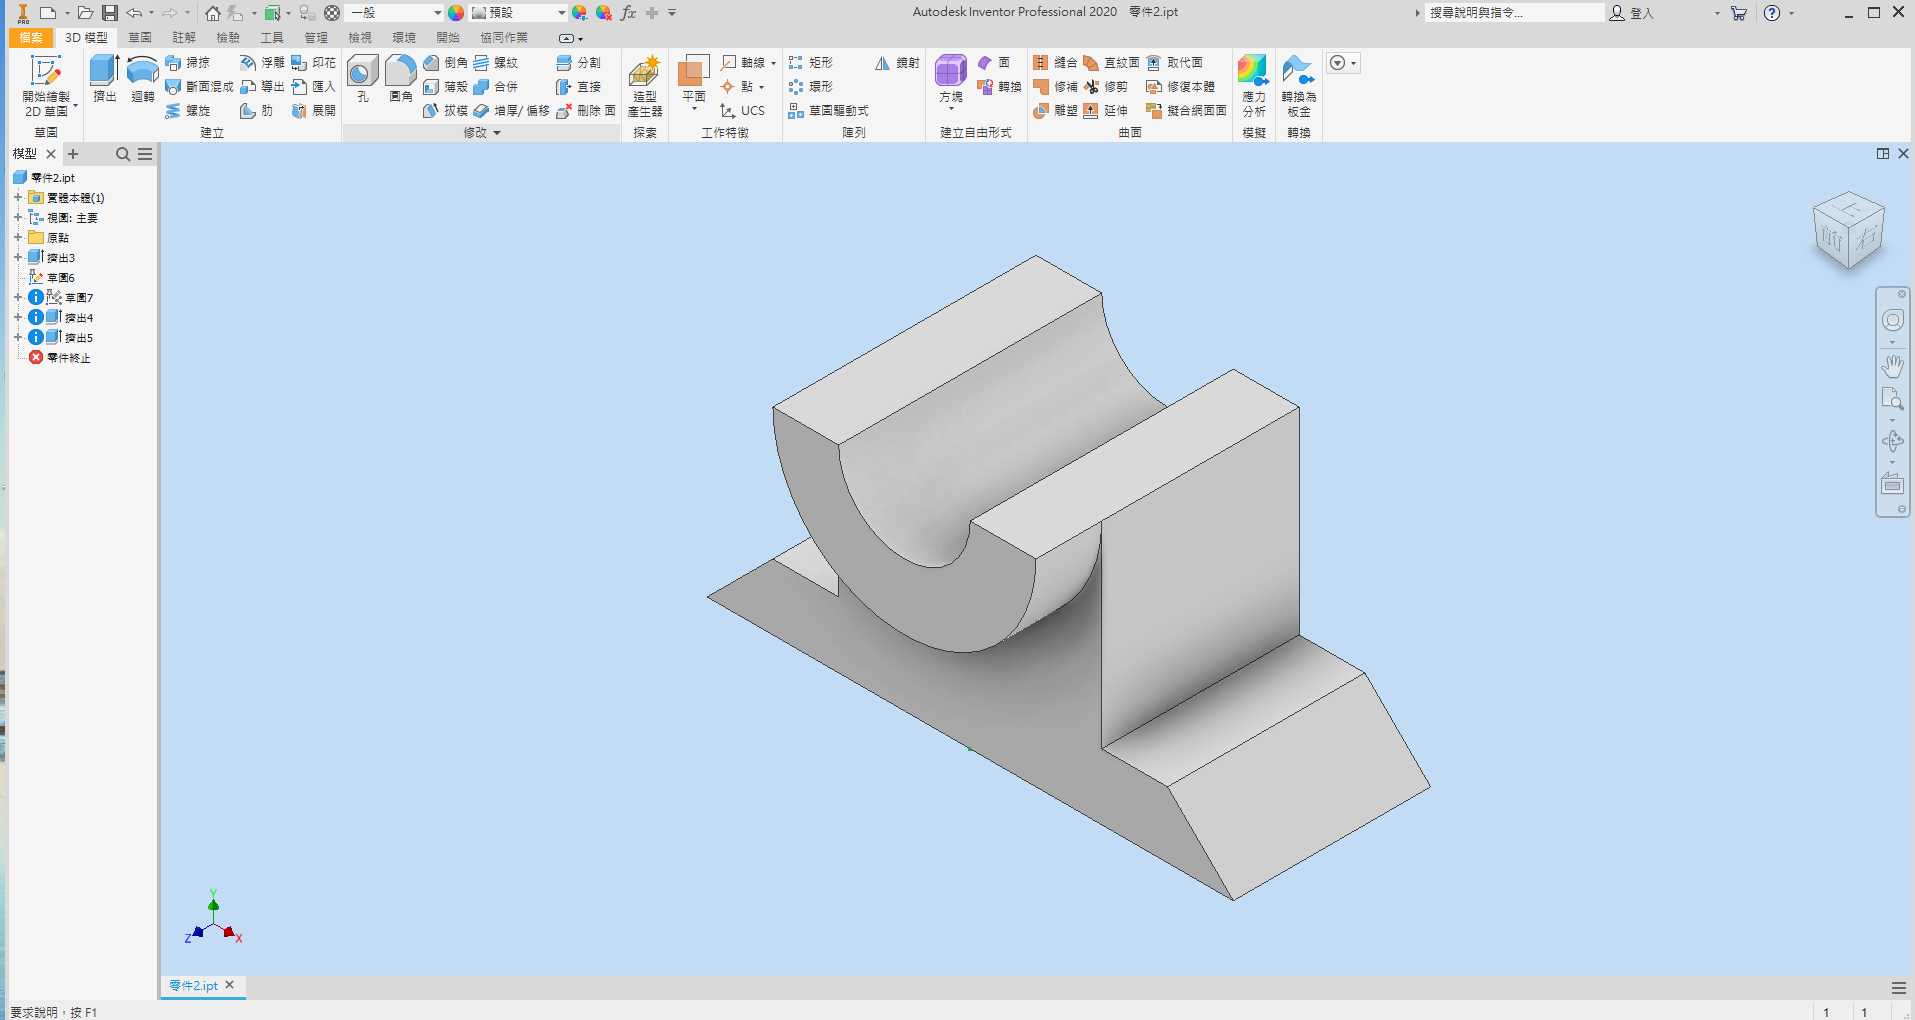 PRO
一般
預設
fx
Autodesk Inventor Professional 2020 零件2.ipt
搜尋說明與指令...
登入
檔案 3D 模型 草圖 註解 檢驗 工具 管理 檢視 環境 開始 協同作業
開始繪製
2D 草圖
草圖
擠出
迴轉
掃掠
斷面混成
螺旋
浮雕
導出
肋
印花
匯入
展開
建立
孔
圓角
倒角
薄殼
拔模
螺紋
合併
增厚/ 偏移
分割
直接
刪除 面
修改
造型
產生器
探索
平面
軸線
點
UCS
工作特徵
矩形
環形
草圖驅動式
鏡射
陣列
方塊
面
轉換
建立自由形式
縫合
修補
雕塑
直紋面
修剪
延伸
取代面
修復本體
擬合網面面
曲面
應力
分析
模擬
轉換為
板金
轉換
模型
零件2.ipt
實體本體(1)
視圖: 主要
原點
擠出3
草圖6
草圖7
擠出4
擠出5
零件終止
上
前
右
Y
Z
X
零件2.ipt
要求說明，按 F1
1 1